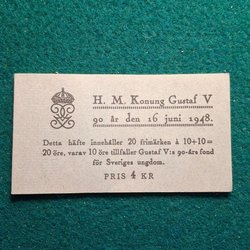 H. M. Konung Gustaf V
90 år den 16 juni 1948.
Detta häfte innehåller 20 frimärken à 10+10=
20 öre, varav 10 öre tillfaller Gustaf V:s 90-års fond
för Sveriges ungdom.
PRIS 4 KR